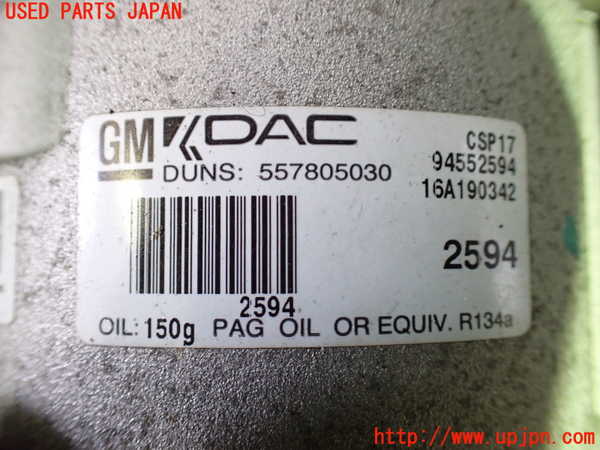 USED PARTS JAPAN
GM KDAC
CSP17
DUNS: 557805030
94552594
16A190342
2594
2594
OIL: 150g PAG OIL OR EQUIV. R134a
http://www.upjpn.com